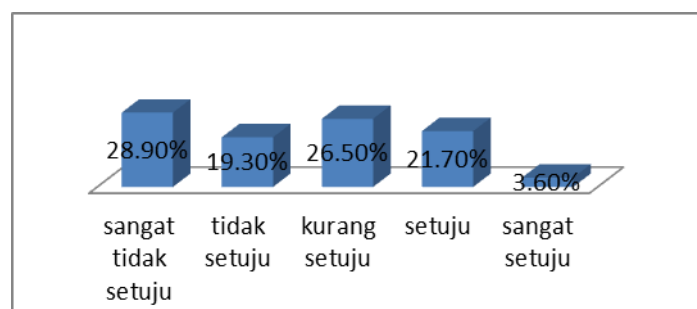 28.90% 19.30% 26.50% 21.70% 3.60%
sangat tidak setuju
tidak setuju
kurang setuju
setuju
sangat setuju